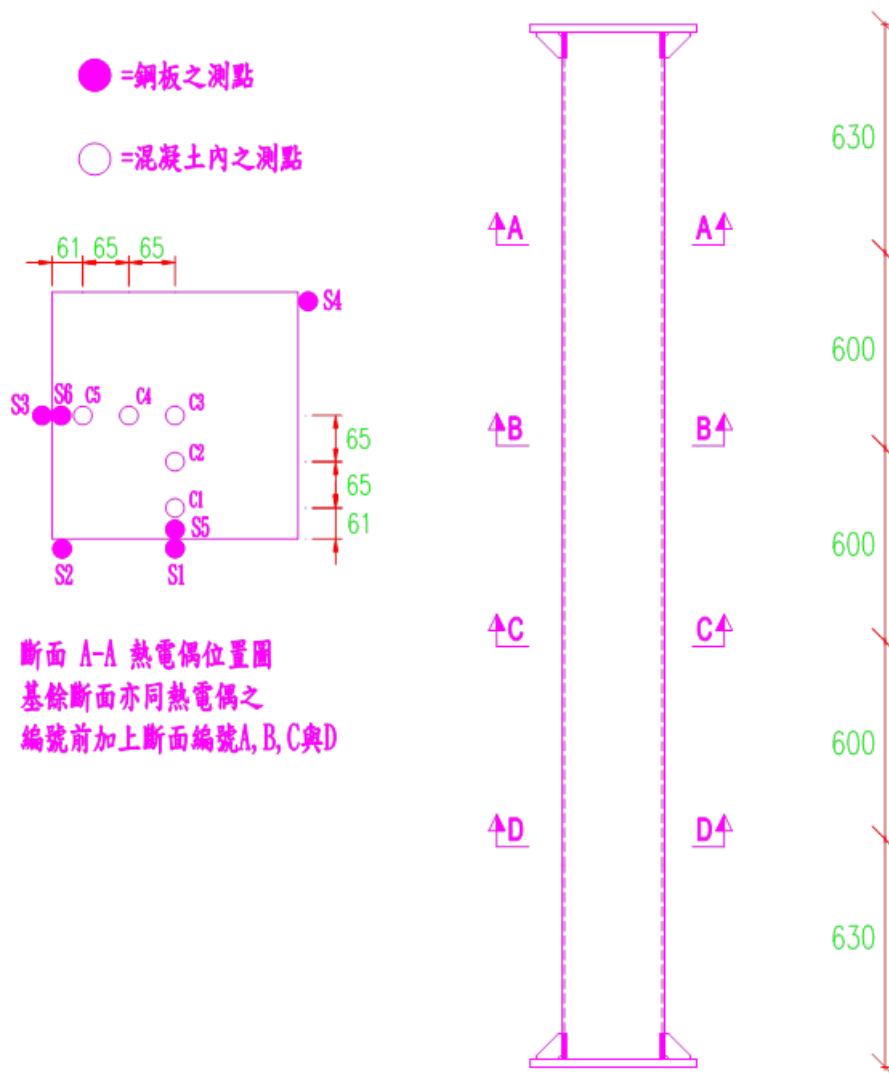 =鋼板之測點
=混凝土內之測點
61 65 65
S4
S3 S6 C5 C4 C3
C2
C1
S5
S2 S1
65
65
61
斷面 A-A 熱電偶位置圖
基餘斷面亦同熱電偶之
編號前加上斷面編號A,B,C與D
A A
B B
C C
D D
630
600
600
600
630